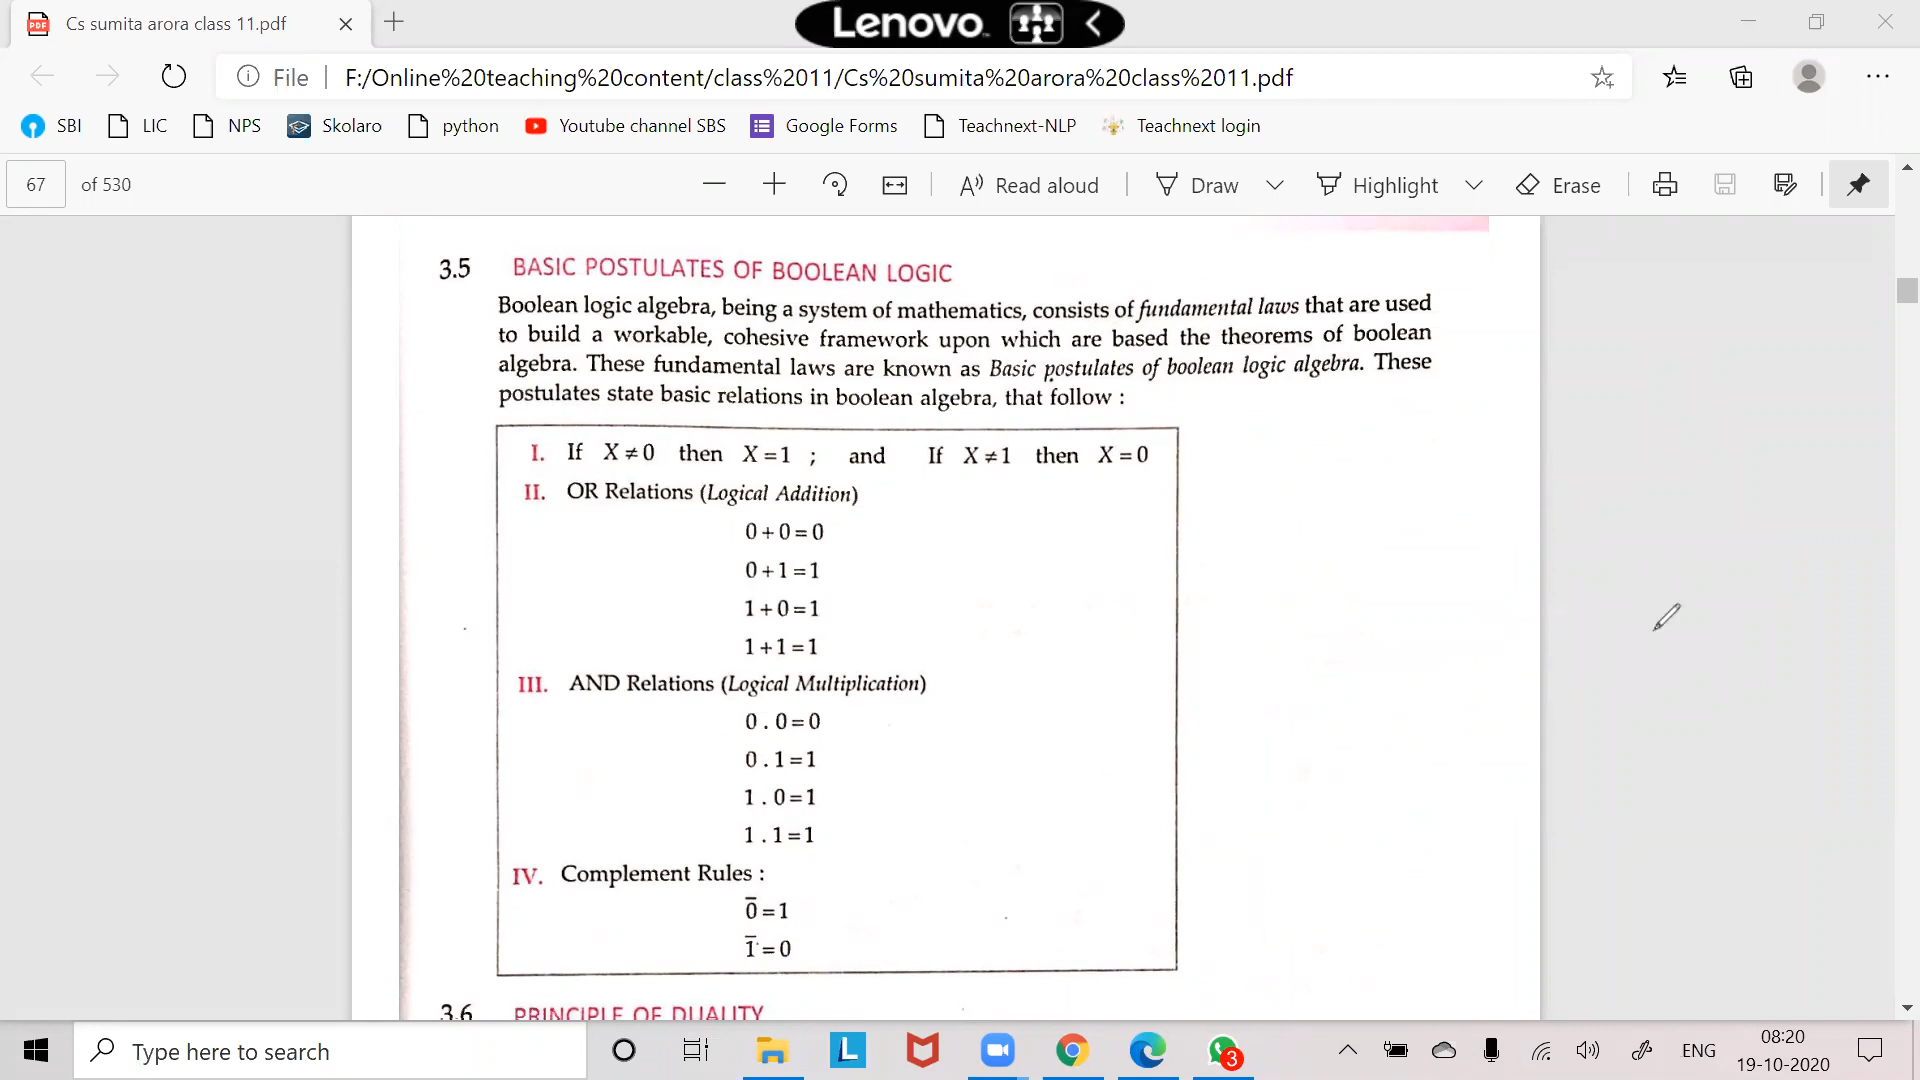 Cs sumita arora class 11.pdf
Lenovo
File
F:/Online%20teaching%20content/class%2011/Cs%20sumita%20arora%20class%2011.pdf
SBI LIC NPS Skolaro python Youtube channel SBS Google Forms Teachnext-NLP Teachnext login
67 of 530 Read aloud Draw Highlight Erase
3.5 BASIC POSTULATES OF BOOLEAN LOGIC
Boolean logic algebra, being a system of mathematics, consists of fundamental laws that are used
to build a workable, cohesive framework upon which are based the theorems of boolean
algebra. These fundamental laws are known as Basic postulates of boolean logic algebra. These
postulates state basic relations in boolean algebra, that follow :
I. If X ≠ 0 then X = 1 ; and If X ≠ 1 then X = 0
II. OR Relations (Logical Addition)
0 + 0 = 0
0 + 1 = 1
1 + 0 = 1
1 + 1 = 1
III. AND Relations (Logical Multiplication)
0 . 0 = 0
0 . 1 = 1
1 . 0 = 1
1 . 1 = 1
IV. Complement Rules :
0̅ = 1
1̅ = 0
3.6 PRINCIPLE OF DUALITY
Type here to search
3
ENG
08:20
19-10-2020